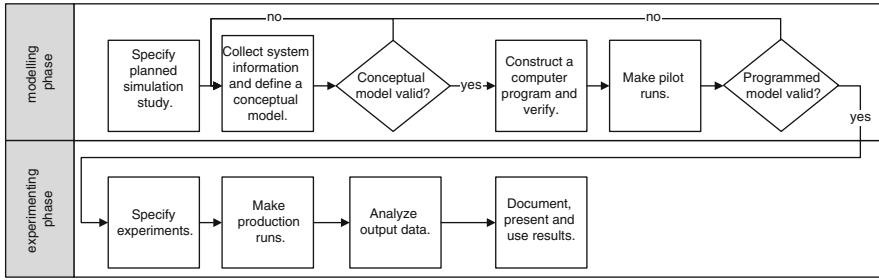 modelling
phase
no
no
Specify
planned
simulation
study.
Collect system
information
and define a
conceptual
model.
Conceptual
model valid?
yes
Construct a
computer
program and
verify.
Make pilot
runs.
Programmed
model valid?
yes
experimenting
phase
Specify
experiments.
Make
production
runs.
Analyze
output data.
Document,
present and
use results.